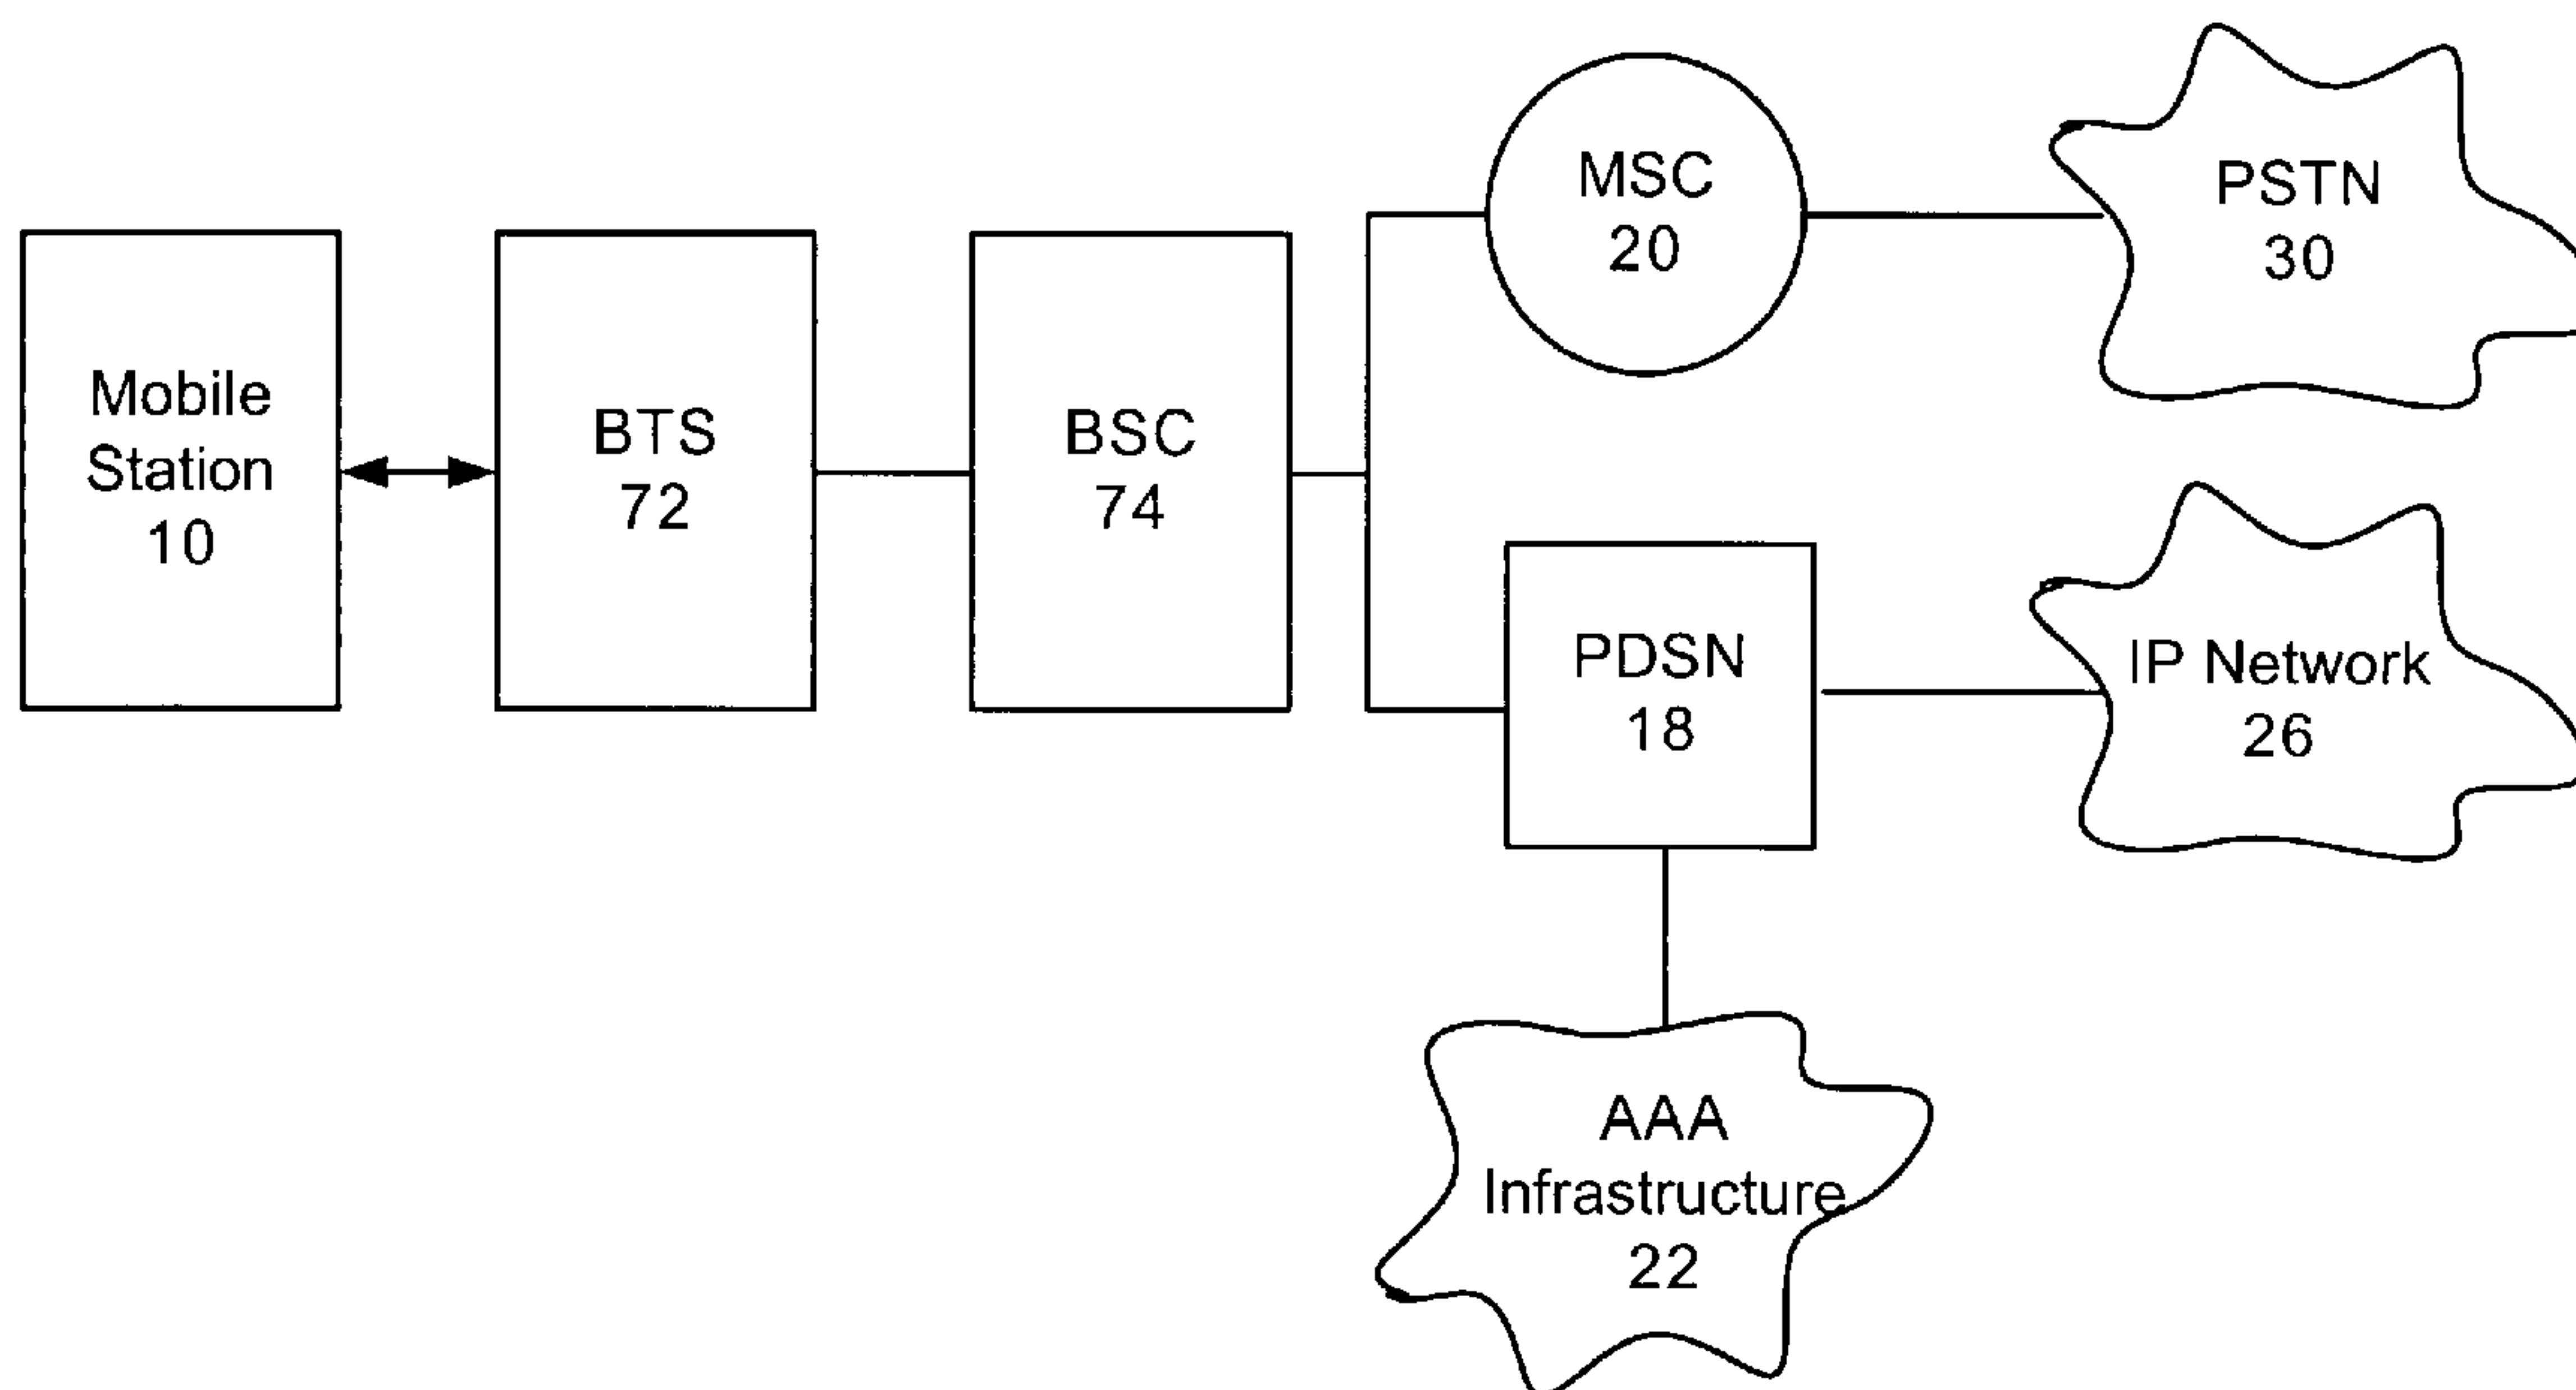 Mobile
Station
10
BTS
72
BSC
74
MSC
20
PSTN
30
PDSN
18
IP Network
26
AAA
Infrastructure
22